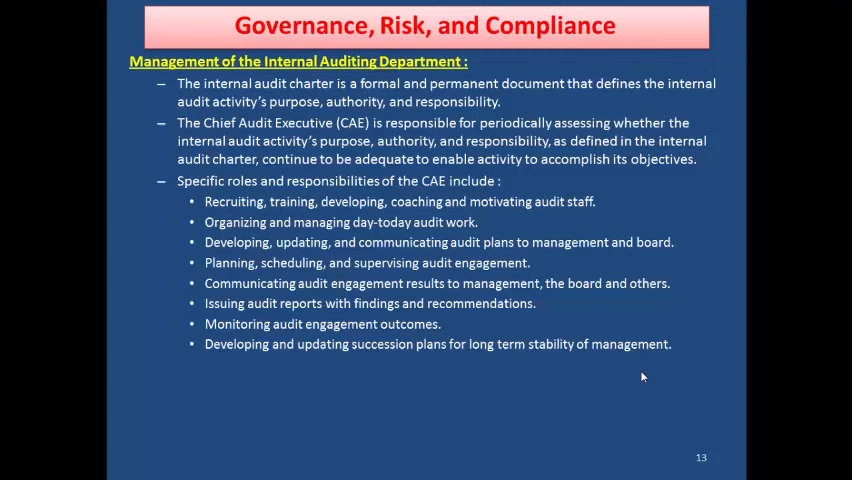 Governance, Risk, and Compliance
Management of the Internal Auditing Department :
– The internal audit charter is a formal and permanent document that defines the internal
audit activity's purpose, authority, and responsibility.
– The Chief Audit Executive (CAE) is responsible for periodically assessing whether the
internal audit activity's purpose, authority, and responsibility, as defined in the internal
audit charter, continue to be adequate to enable activity to accomplish its objectives.
– Specific roles and responsibilities of the CAE include :
• Recruiting, training, developing, coaching and motivating audit staff.
• Organizing and managing day-today audit work.
• Developing, updating, and communicating audit plans to management and board.
• Planning, scheduling, and supervising audit engagement.
• Communicating audit engagement results to management, the board and others.
• Issuing audit reports with findings and recommendations.
• Monitoring audit engagement outcomes.
• Developing and updating succession plans for long term stability of management.
13